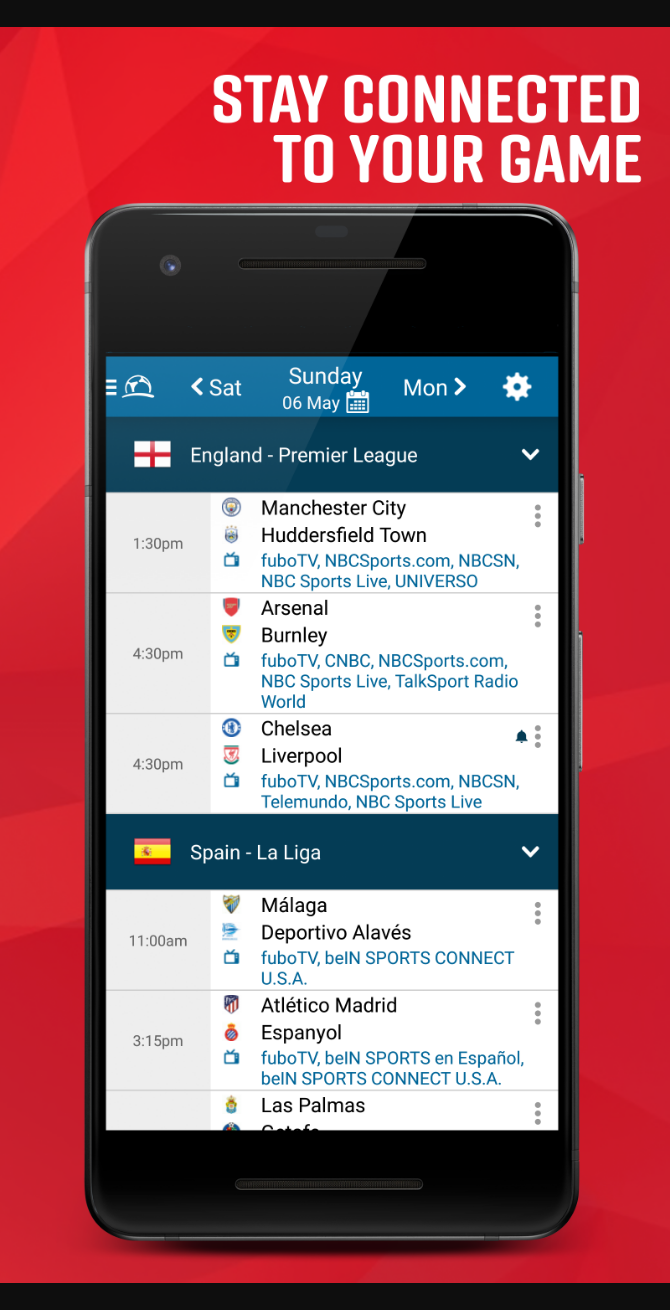 STAY CONNECTED
TO YOUR GAME
Sat
Sunday
06 May
Mon
England - Premier League
1:30pm
Manchester City
Huddersfield Town
fuboTV, NBCSports.com, NBCSN,
NBC Sports Live, UNIVERSO
4:30pm
Arsenal
Burnley
fuboTV, CNBC, NBCSports.com,
NBC Sports Live, TalkSport Radio
World
4:30pm
Chelsea
Liverpool
fuboTV, NBCSports.com, NBCSN,
Telemundo, NBC Sports Live
Spain - La Liga
11:00am
Málaga
Deportivo Alavés
fuboTV, beIN SPORTS CONNECT
U.S.A.
3:15pm
Atlético Madrid
Espanyol
fuboTV, beIN SPORTS en Español,
beIN SPORTS CONNECT U.S.A.
Las Palmas